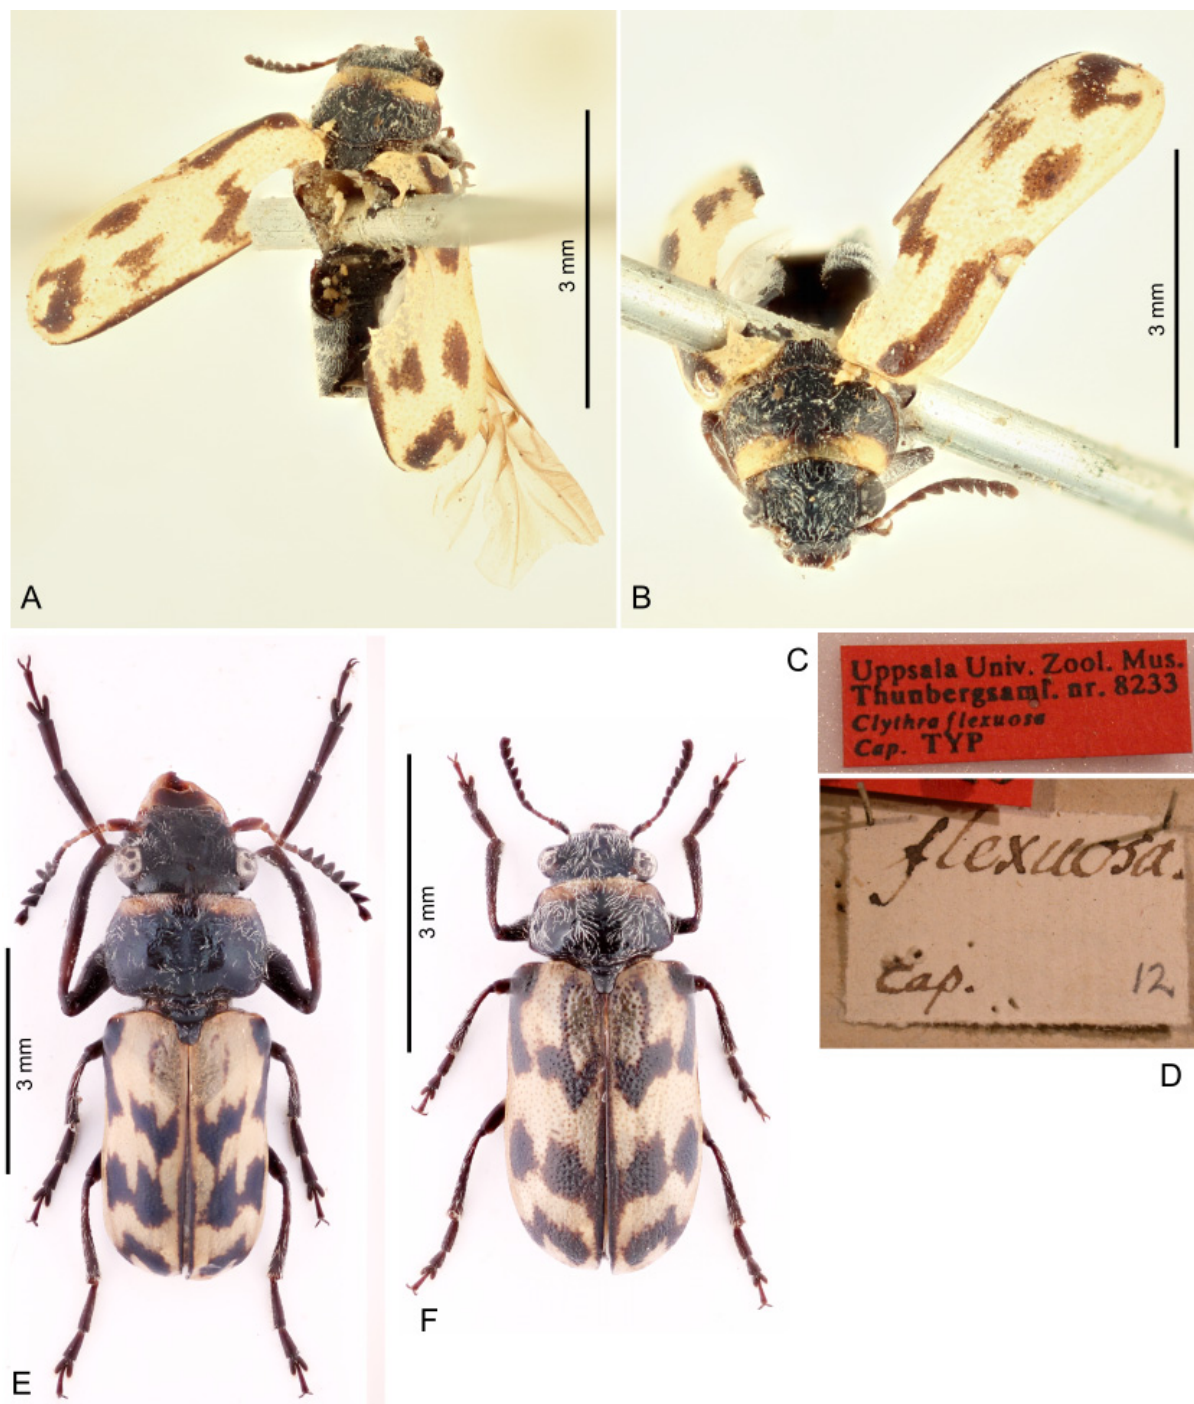 3 mm
A
3 mm
B
C
Uppsala Univ. Zool. Mus.
Thunbergsaml. nr. 8233
Clythra flexuosa
Cap. TYP
flexuosa.
Cap.
12
D
3 mm
E
3 mm
F